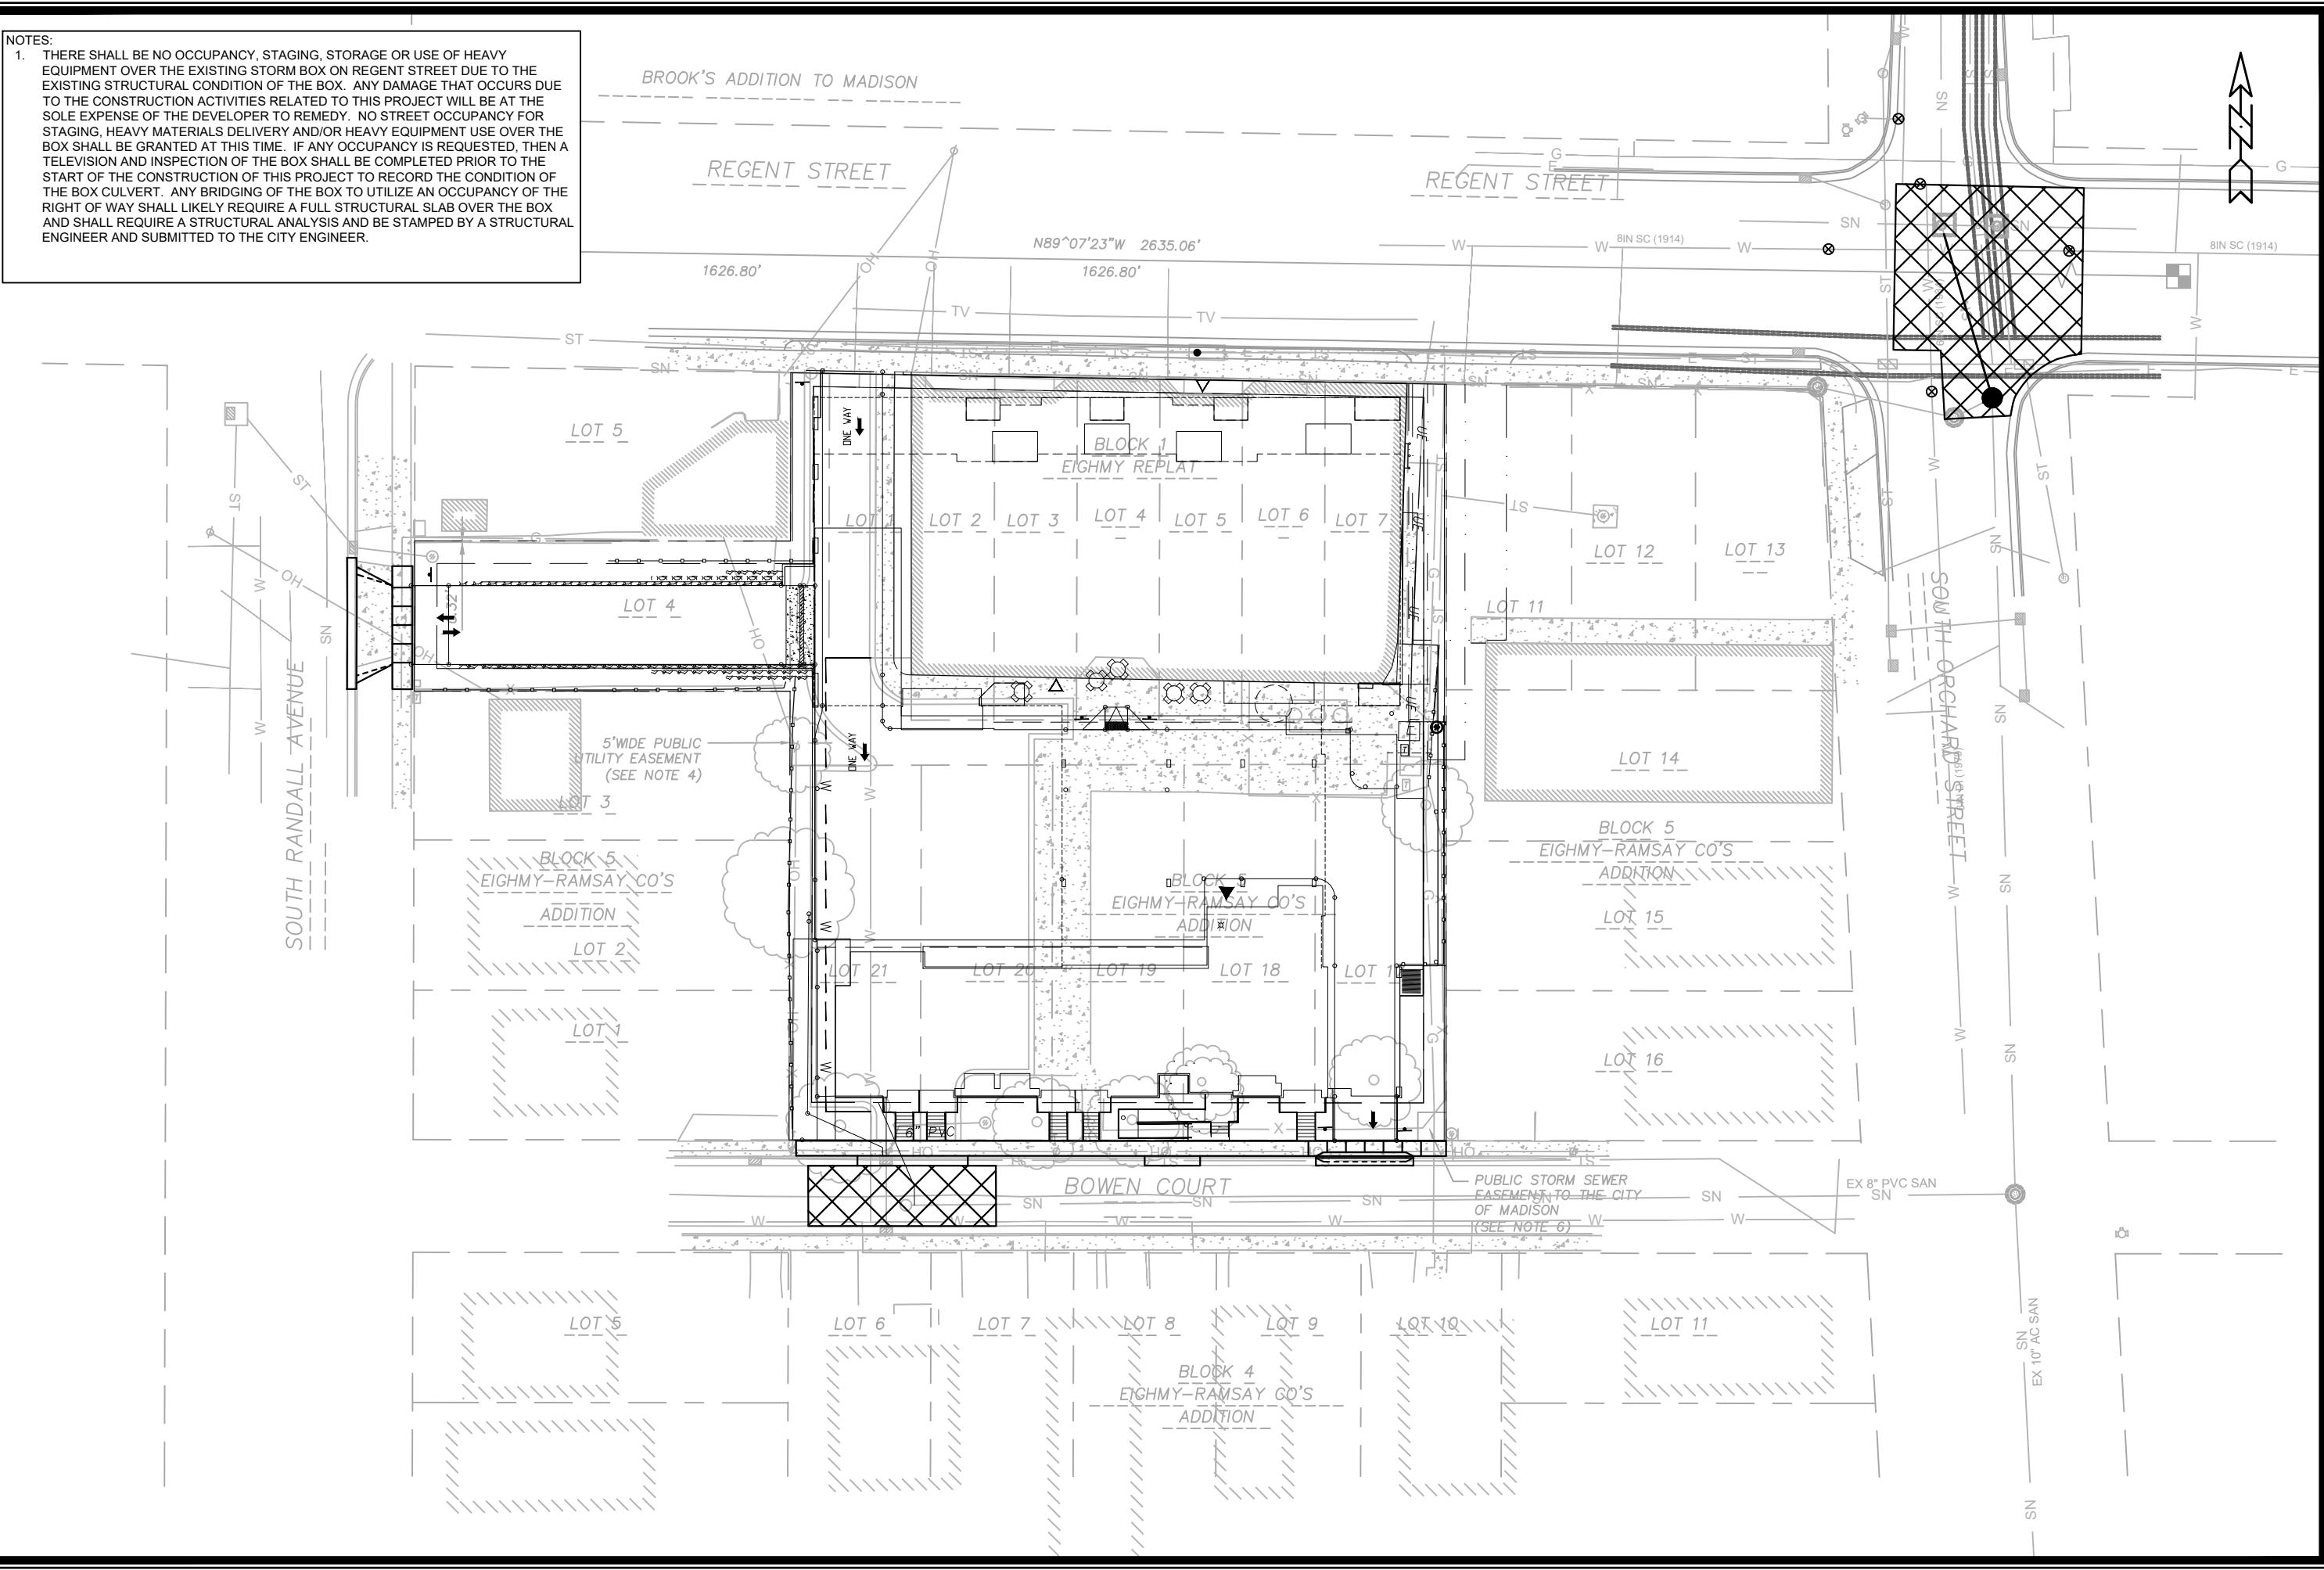 NOTES:
1. THERE SHALL BE NO OCCUPANCY, STAGING, STORAGE OR USE OF HEAVY
EQUIPMENT OVER THE EXISTING STORM BOX ON REGENT STREET DUE TO THE
EXISTING STRUCTURAL CONDITION OF THE BOX. ANY DAMAGE THAT OCCURS DUE
TO THE CONSTRUCTION ACTIVITIES RELATED TO THIS PROJECT WILL BE AT THE
SOLE EXPENSE OF THE DEVELOPER TO REMEDY. NO STREET OCCUPANCY FOR
STAGING, HEAVY MATERIALS DELIVERY AND/OR HEAVY EQUIPMENT USE OVER THE
BOX SHALL BE GRANTED AT THIS TIME. IF ANY OCCUPANCY IS REQUESTED, THEN A
TELEVISION AND INSPECTION OF THE BOX SHALL BE COMPLETED PRIOR TO THE
START OF THE CONSTRUCTION OF THIS PROJECT TO RECORD THE CONDITION OF
THE BOX CULVERT. ANY BRIDGING OF THE BOX TO UTILIZE AN OCCUPANCY OF THE
RIGHT OF WAY SHALL LIKELY REQUIRE A FULL STRUCTURAL SLAB OVER THE BOX
AND SHALL REQUIRE A STRUCTURAL ANALYSIS AND BE STAMPED BY A STRUCTURAL
ENGINEER AND SUBMITTED TO THE CITY ENGINEER.
BROOK'S ADDITION TO MADISON
REGENT STREET
REGENT STREET
N89^07'23"W 2635.06'
1626.80'
1626.80'
8IN SC (1914)
8IN SC (1914)
ONE WAY
LOT 5
BLOCK 1
EIGHMY REPLAT
LOT 1
LOT 2
LOT 3
LOT 4
LOT 5
LOT 6
LOT 7
LOT 12
LOT 13
LOT 4
LOT 11
SOUTH RANDALL AVENUE
SOUTH ORCHARD STREET
5'WIDE PUBLIC
UTILITY EASEMENT
(SEE NOTE 4)
ONE WAY
LOT 14
LOT 3
BLOCK 5
EIGHMY-RAMSAY CO'S
ADDITION
LOT 2
BLOCK 5
EIGHMY-RAMSAY CO'S
ADDITION
BLOCK 5
EIGHMY-RAMSAY CO'S
ADDITION
LOT 15
LOT 21
LOT 20
LOT 19
LOT 18
LOT 1
LOT 1
LOT 16
6" PVC
BOWEN COURT
PUBLIC STORM SEWER
EASEMENT TO THE CITY
OF MADISON
(SEE NOTE 6)
EX 8" PVC SAN
EX 10" AC SAN
LOT 5
LOT 6
LOT 7
LOT 8
LOT 9
LOT 10
LOT 11
BLOCK 4
EIGHMY-RAMSAY CO'S
ADDITION